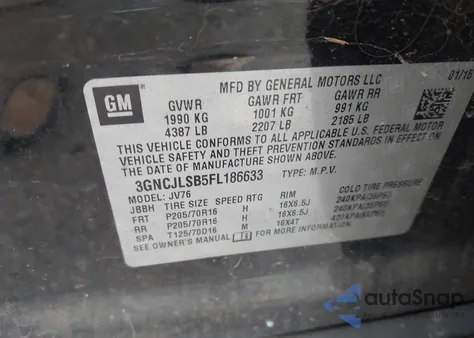 MFD BY GENERAL MOTORS LLC 01/15
GM
GVWR GAWR FRT GAWR RR
1990 KG 1001 KG 991 KG
4387 LB 2207 LB 2185 LB
THIS VEHICLE CONFORMS TO ALL APPLICABLE U.S. FEDERAL MOTOR
VEHICLE SAFETY AND THEFT PREVENTION STANDARDS IN EFFECT ON
THE DATE OF MANUFACTURE SHOWN ABOVE.
3GNCJLSB5FL186633 TYPE: M.P.V.
MODEL: JV76
JBBH TIRE SIZE SPEED RTG RIM COLD TIRE PRESSURE
FRT P205/70R16 H 16X6.5J 240KPA(35PSI)
RR P205/70R16 H 16X6.5J 240KPA(35PSI)
SPA T125/70D16 M 16X4T 420KPA(60PSI)
SEE OWNER'S MANUAL
autoSnap